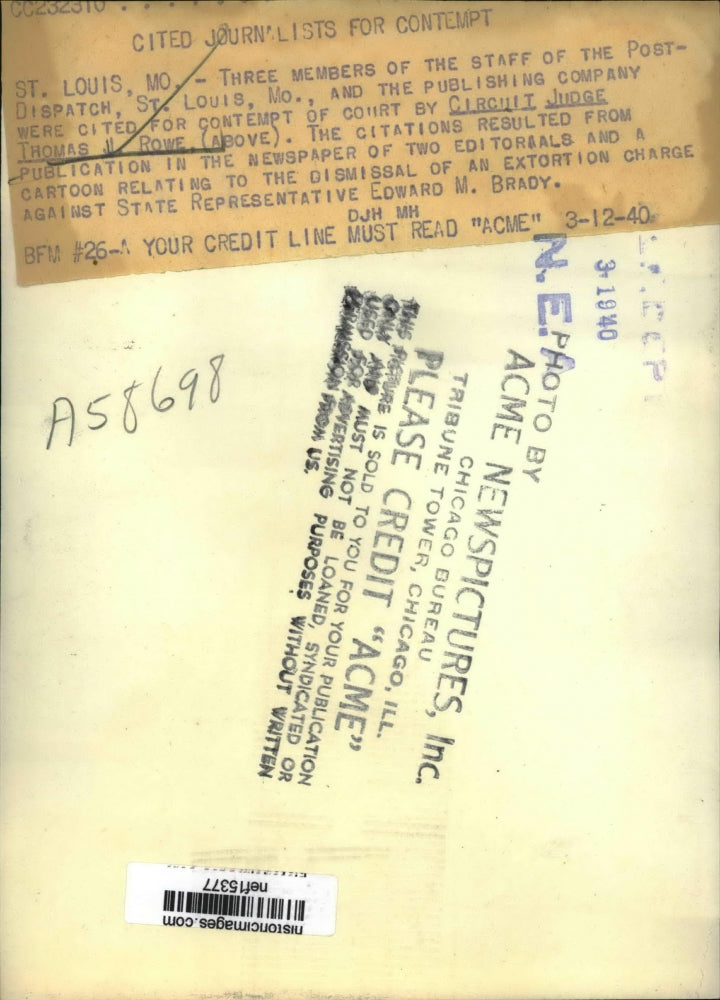 CC232310 . . . . .
CITED JOURNALISTS FOR CONTEMPT
ST. LOUIS, MO. – THREE MEMBERS OF THE STAFF OF THE POST-
DISPATCH, ST. LOUIS, MO., AND THE PUBLISHING COMPANY
WERE CITED FOR CONTEMPT OF COURT BY CIRCUIT JUDGE
THOMAS J. ROWE, (ABOVE). THE CITATIONS RESULTED FROM
PUBLICATION IN THE NEWSPAPER OF TWO EDITORIALS AND A
CARTOON RELATING TO THE DISMISSAL OF AN EXTORTION CHARGE
AGAINST STATE REPRESENTATIVE EDWARD M. BRADY.
DJH MH
BFM #26-A YOUR CREDIT LINE MUST READ "ACME" 3-12-40
N.E.A
3-19 40
A58698
PHOTO BY
ACME NEWSPICTURES, Inc.
CHICAGO BUREAU
TRIBUNE TOWER, CHICAGO, ILL.
PLEASE CREDIT "ACME"
THIS PICTURE IS SOLD TO YOU FOR YOUR PUBLICATION
ONLY AND MUST NOT BE LOANED, SYNDICATED OR
USED FOR ADVERTISING PURPOSES WITHOUT WRITTEN
PERMISSION FROM US.
historicimages.com
nef15377